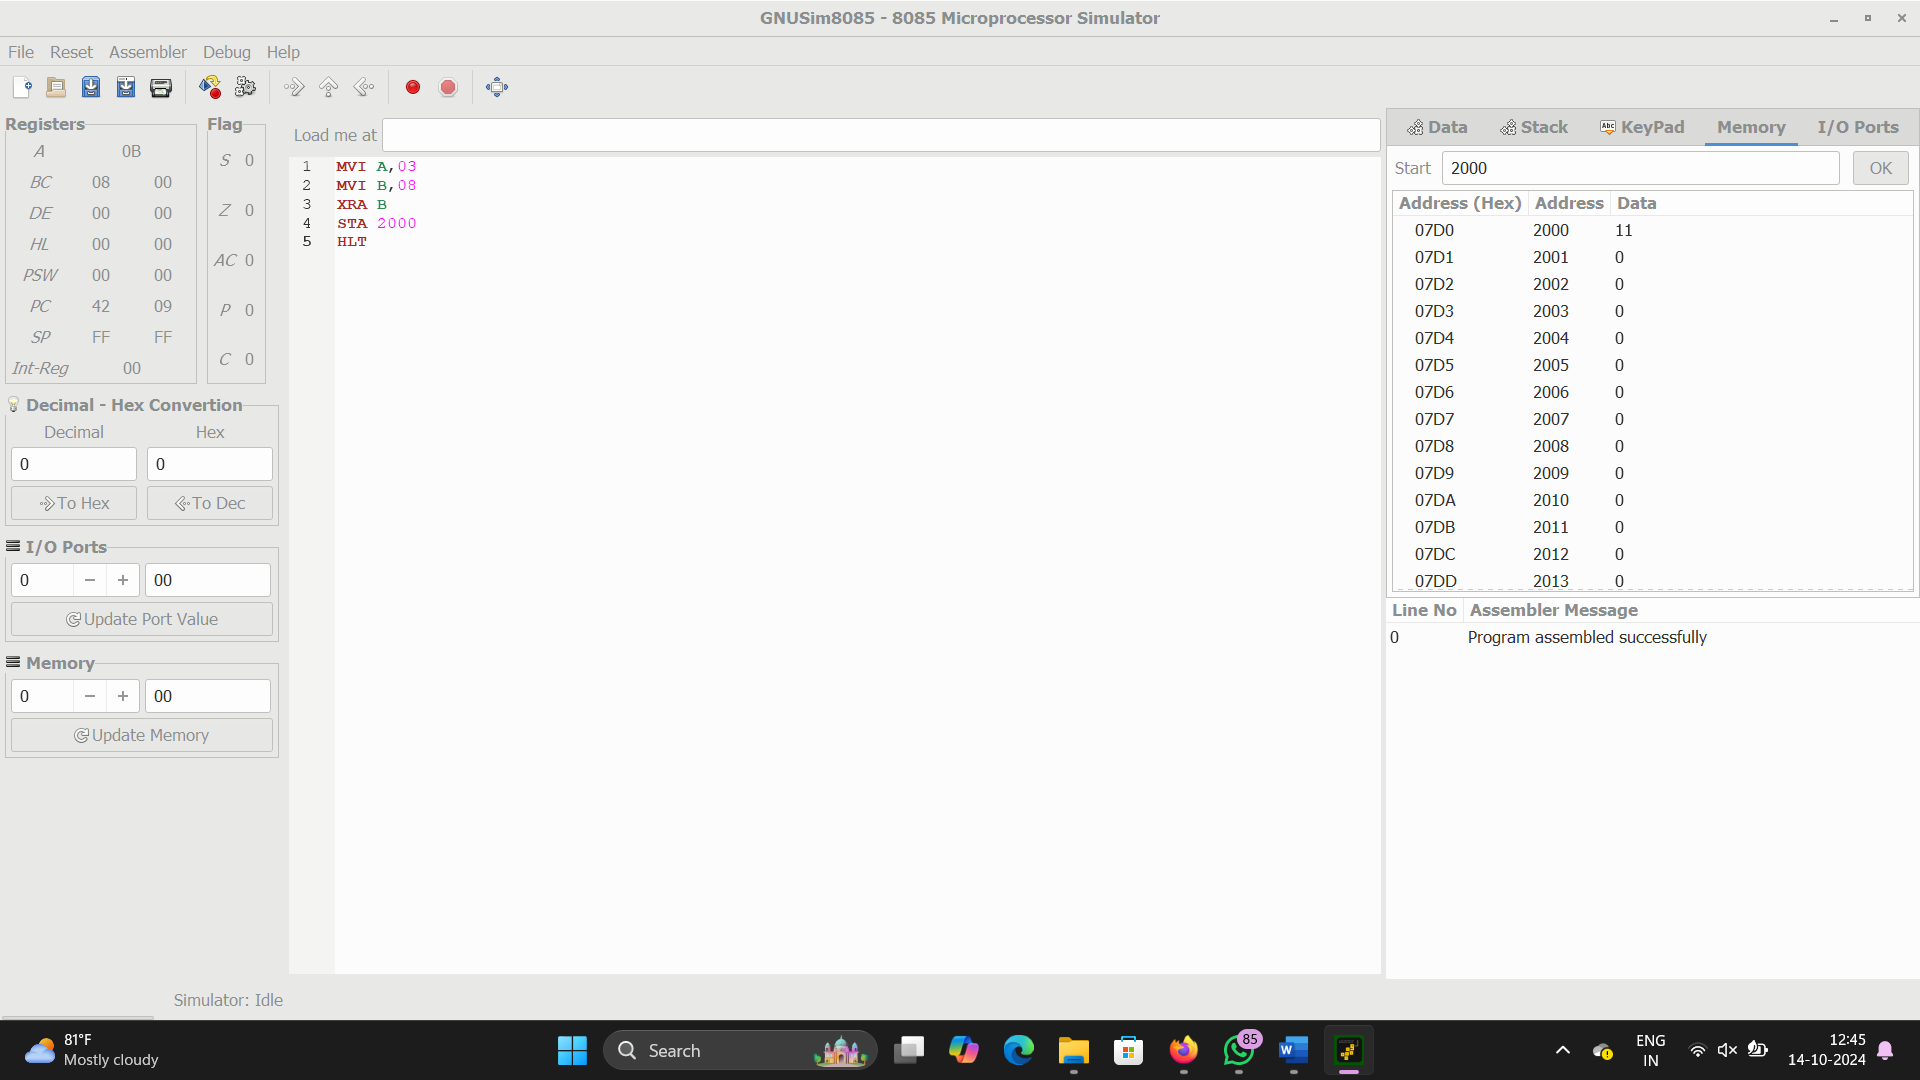 GNUSim8085 - 8085 Microprocessor Simulator
File Reset Assembler Debug Help
Registers
A 0B
BC 08 00
DE 00 00
HL 00 00
PSW 00 00
PC 42 09
SP FF FF
Int-Reg 00
Flag
S 0
Z 0
AC 0
P 0
C 0
Decimal - Hex Convertion
Decimal Hex
0 0
To Hex To Dec
I/O Ports
0 − + 00
Update Port Value
Memory
0 − + 00
Update Memory
Load me at
1 MVI A,03
2 MVI B,08
3 XRA B
4 STA 2000
5 HLT
Data Stack Abc KeyPad Memory I/O Ports
Start 2000 OK
Address (Hex) Address Data
07D0 2000 11
07D1 2001 0
07D2 2002 0
07D3 2003 0
07D4 2004 0
07D5 2005 0
07D6 2006 0
07D7 2007 0
07D8 2008 0
07D9 2009 0
07DA 2010 0
07DB 2011 0
07DC 2012 0
07DD 2013 0
Line No Assembler Message
0 Program assembled successfully
Simulator: Idle
81°F
Mostly cloudy
Search
85
W
ENG
IN
12:45
14-10-2024